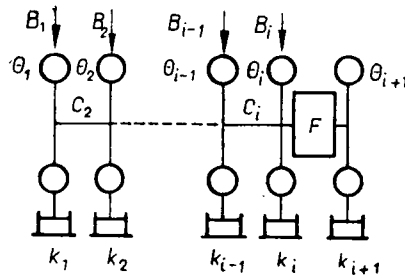 B₁ B₂ Bᵢ₋₁ Bᵢ
θ₁ θ₂ θᵢ₋₁ θᵢ θᵢ₊₁
C₂ Cᵢ F
k₁ k₂ kᵢ₋₁ kᵢ kᵢ₊₁